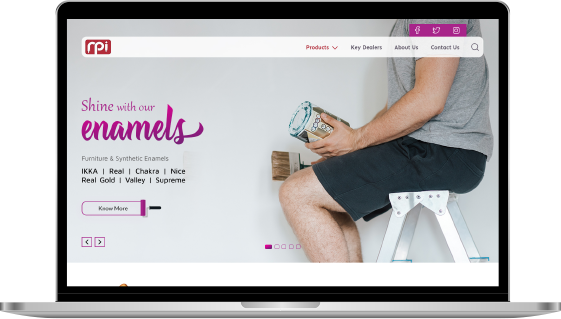 rpi
Products
Key Dealers
About Us
Contact Us
Shine with our
enamels
Furniture & Synthetic Enamels
IKKA | Real | Chakra | Nice
Real Gold | Valley | Supreme
Know More